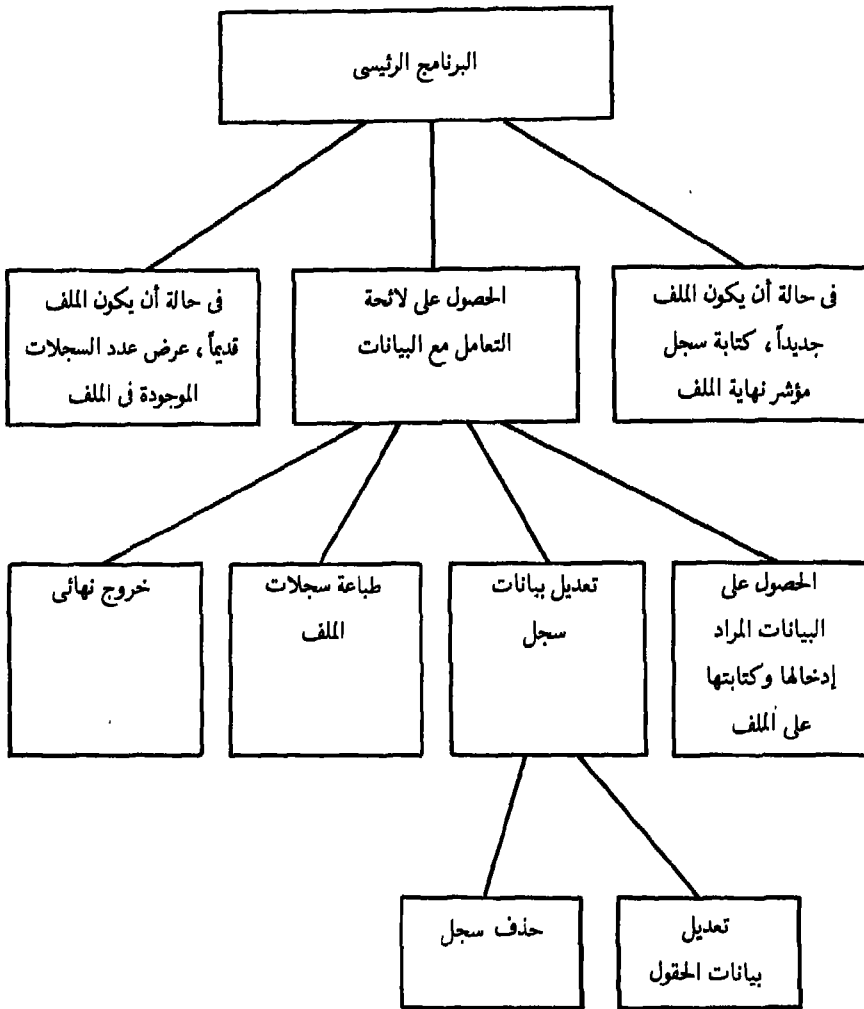 البرنامج الرئيسى
فى حالة أن يكون الملف
جديداً ، كتابة سجل
مؤشر نهاية الملف
الحصول على لائحة
التعامل مع البيانات
فى حالة أن يكون الملف
قديماً ، عرض عدد السجلات
الموجودة فى الملف
الحصول على
البيانات المراد
إدخالها وكتابتها
على الملف
تعديل بيانات
سجل
طباعة سجلات
الملف
خروج نهائى
تعديل
بيانات الحقول
حذف سجل